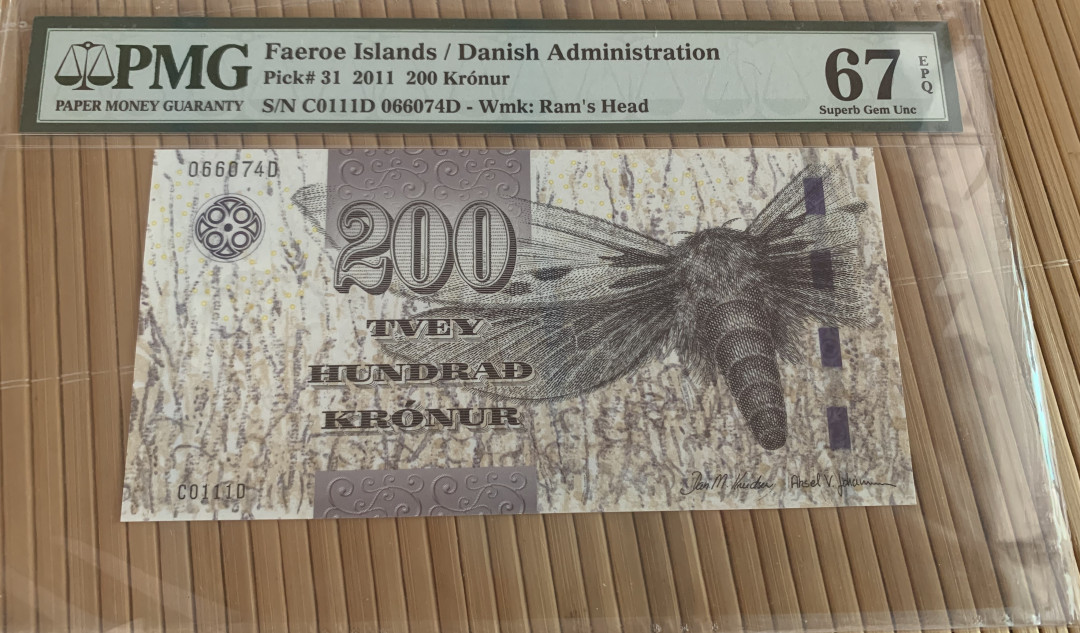 PMG
PAPER MONEY GUARANTY
Faeroe Islands / Danish Administration
Pick# 31 2011 200 Krónur
S/N C0111D 066074D - Wmk: Ram's Head
67
EPQ
Superb Gem Unc
066074D
200
TVEY
HUNDRAÐ
KRÓNUR
C0111D
Aksel V.